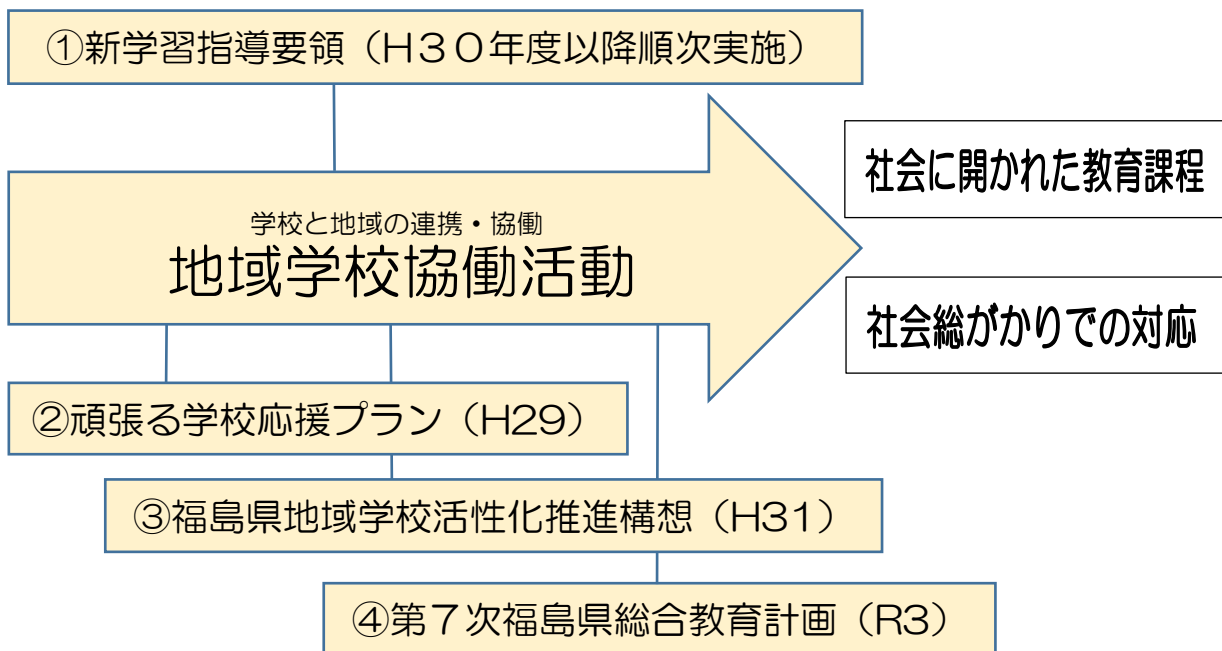 ①新学習指導要領（H３０年度以降順次実施）
社会に開かれた教育課程
学校と地域の連携・協働
地域学校協働活動
社会総がかりでの対応
②頑張る学校応援プラン（H29）
③福島県地域学校活性化推進構想（H31）
④第７次福島県総合教育計画（R3）